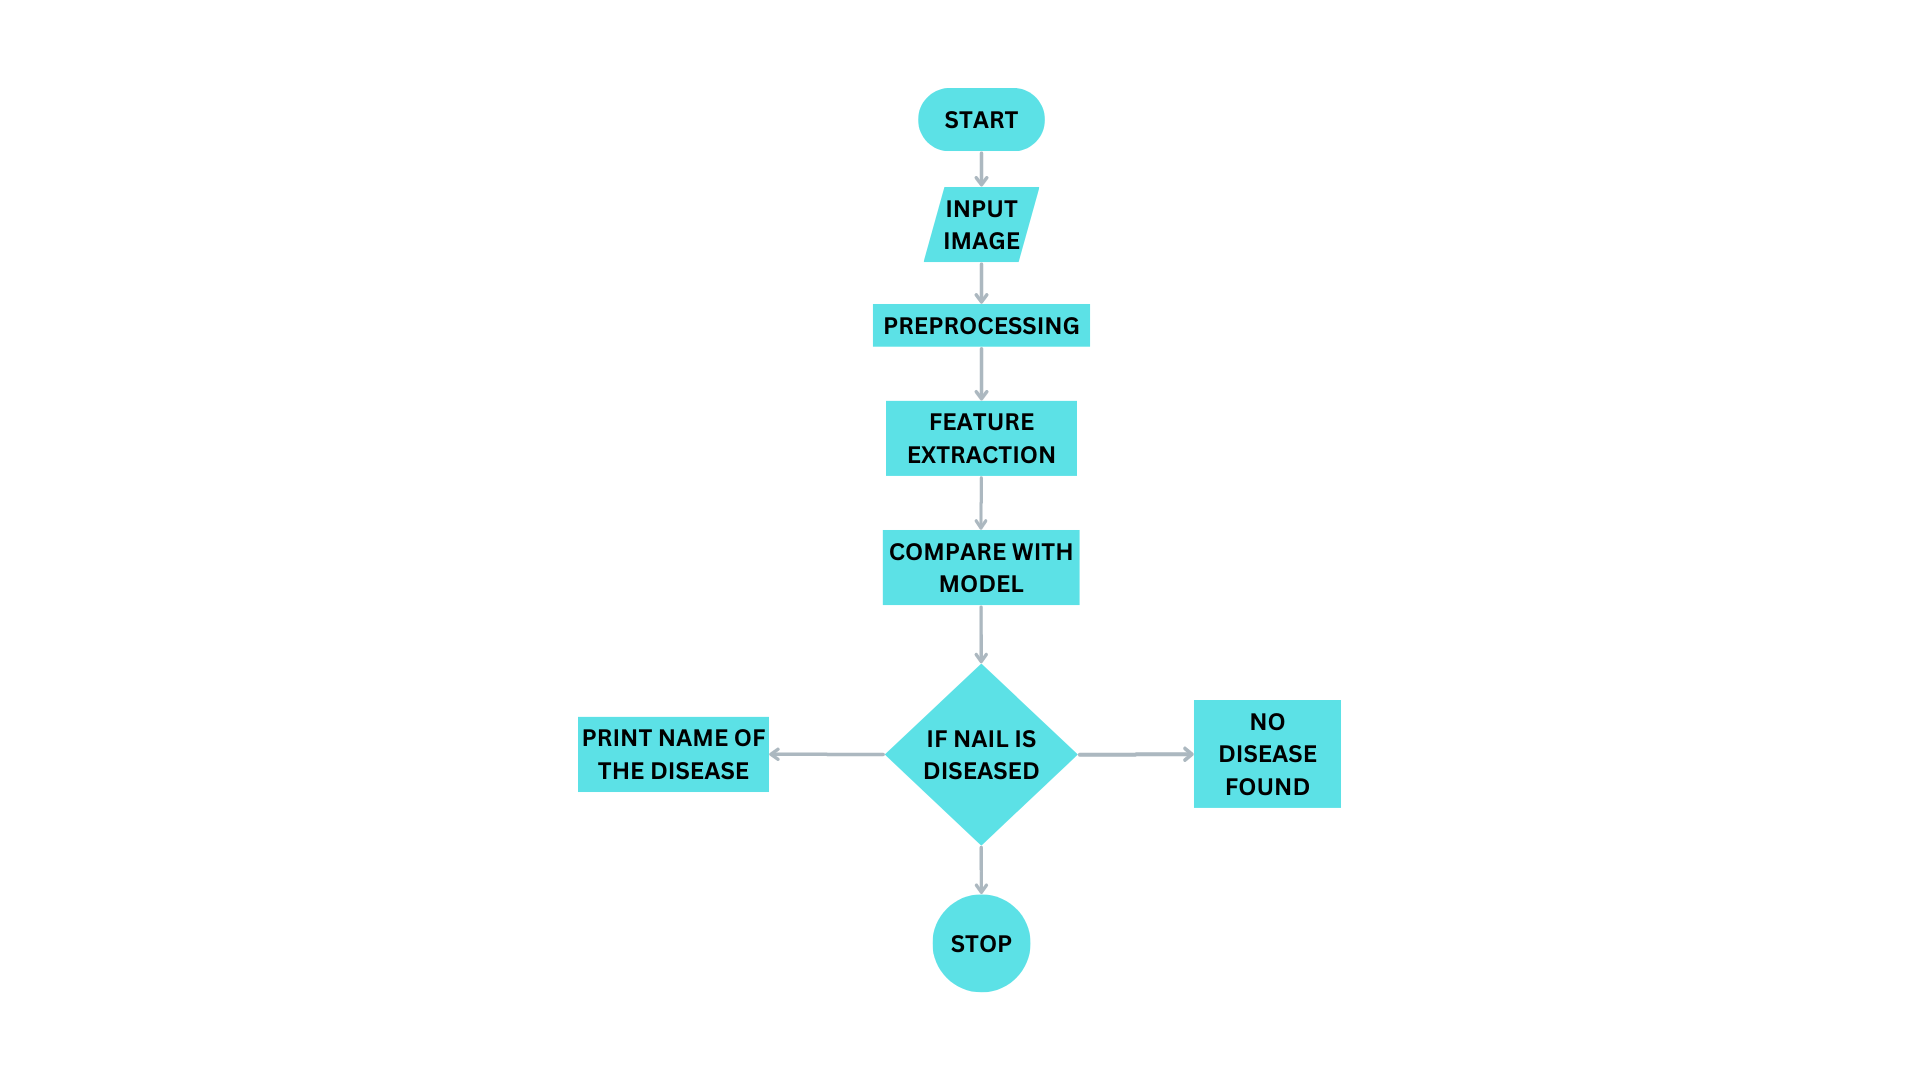 START
INPUT
IMAGE
PREPROCESSING
FEATURE
EXTRACTION
COMPARE WITH
MODEL
PRINT NAME OF
THE DISEASE
IF NAIL IS
DISEASED
NO
DISEASE
FOUND
STOP